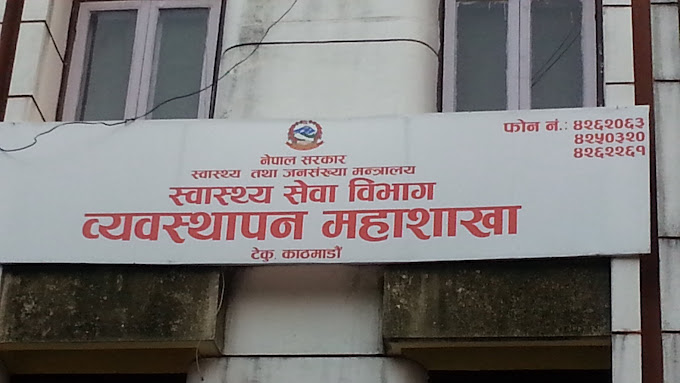 फोन नं.: ४२६२०६३
४२५०३२०
४२६२२६१
नेपाल सरकार
स्वास्थ्य तथा जनसंख्या मन्त्रालय
स्वास्थ्य सेवा विभाग
व्यवस्थापन महाशाखा
टेकु, काठमाडौं